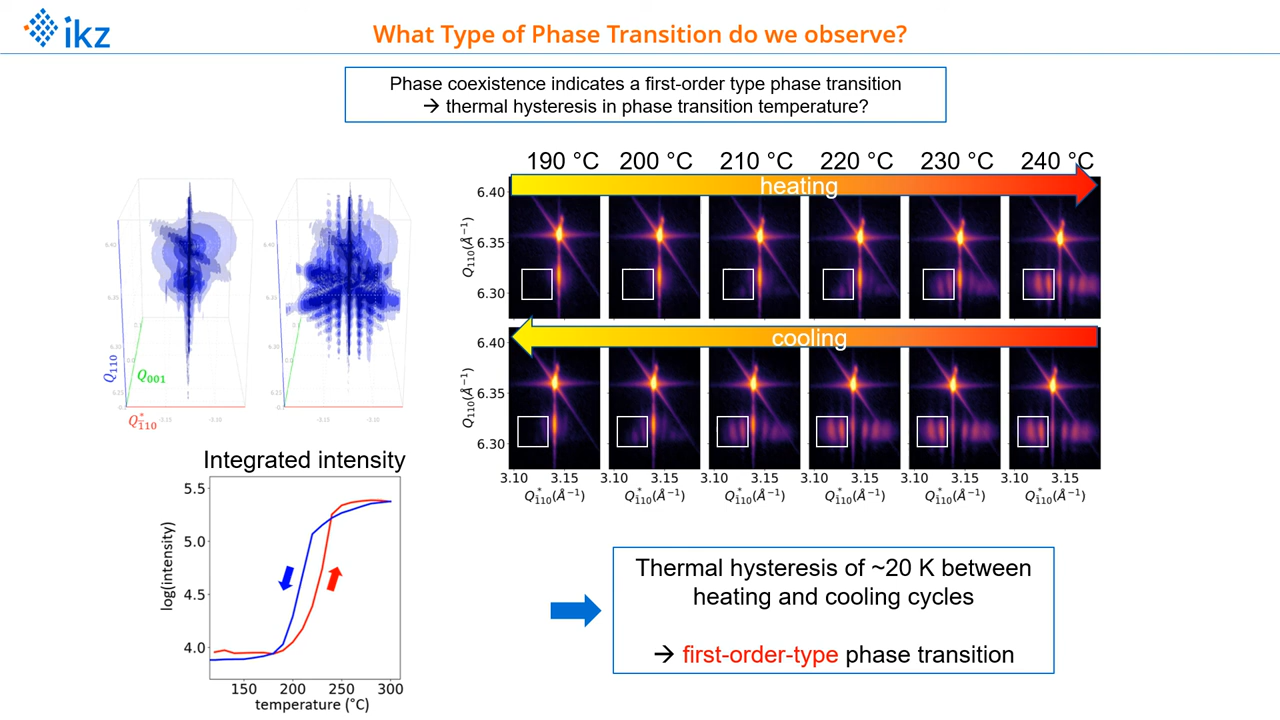 ikz
What Type of Phase Transition do we observe?
Phase coexistence indicates a first-order type phase transition
→ thermal hysteresis in phase transition temperature?
190 °C 200 °C 210 °C 220 °C 230 °C 240 °C
heating
6.40
6.35
6.30
Q110(Å−1)
cooling
6.40
6.35
6.30
Q110(Å−1)
3.10 3.15 3.10 3.15 3.10 3.15 3.10 3.15 3.10 3.15 3.10 3.15
Q*1̄10(Å−1) Q*1̄10(Å−1) Q*1̄10(Å−1) Q*1̄10(Å−1) Q*1̄10(Å−1) Q*1̄10(Å−1)
Q110
Q001
Q*1̄10
Integrated intensity
5.5
5.0
4.5
4.0
log(intensity)
150 200 250 300
temperature (°C)
Thermal hysteresis of ~20 K between
heating and cooling cycles
→ first-order-type phase transition